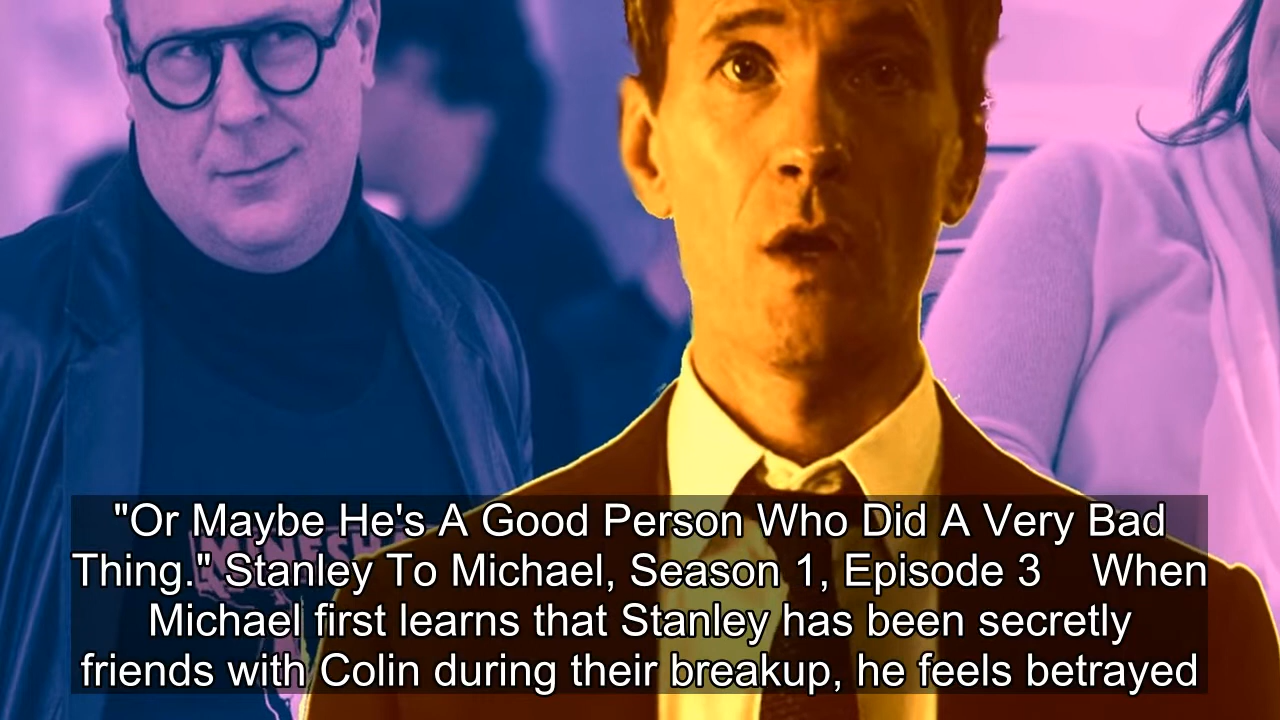 "Or Maybe He's A Good Person Who Did A Very Bad
Thing." Stanley To Michael, Season 1, Episode 3    When
Michael first learns that Stanley has been secretly
friends with Colin during their breakup, he feels betrayed